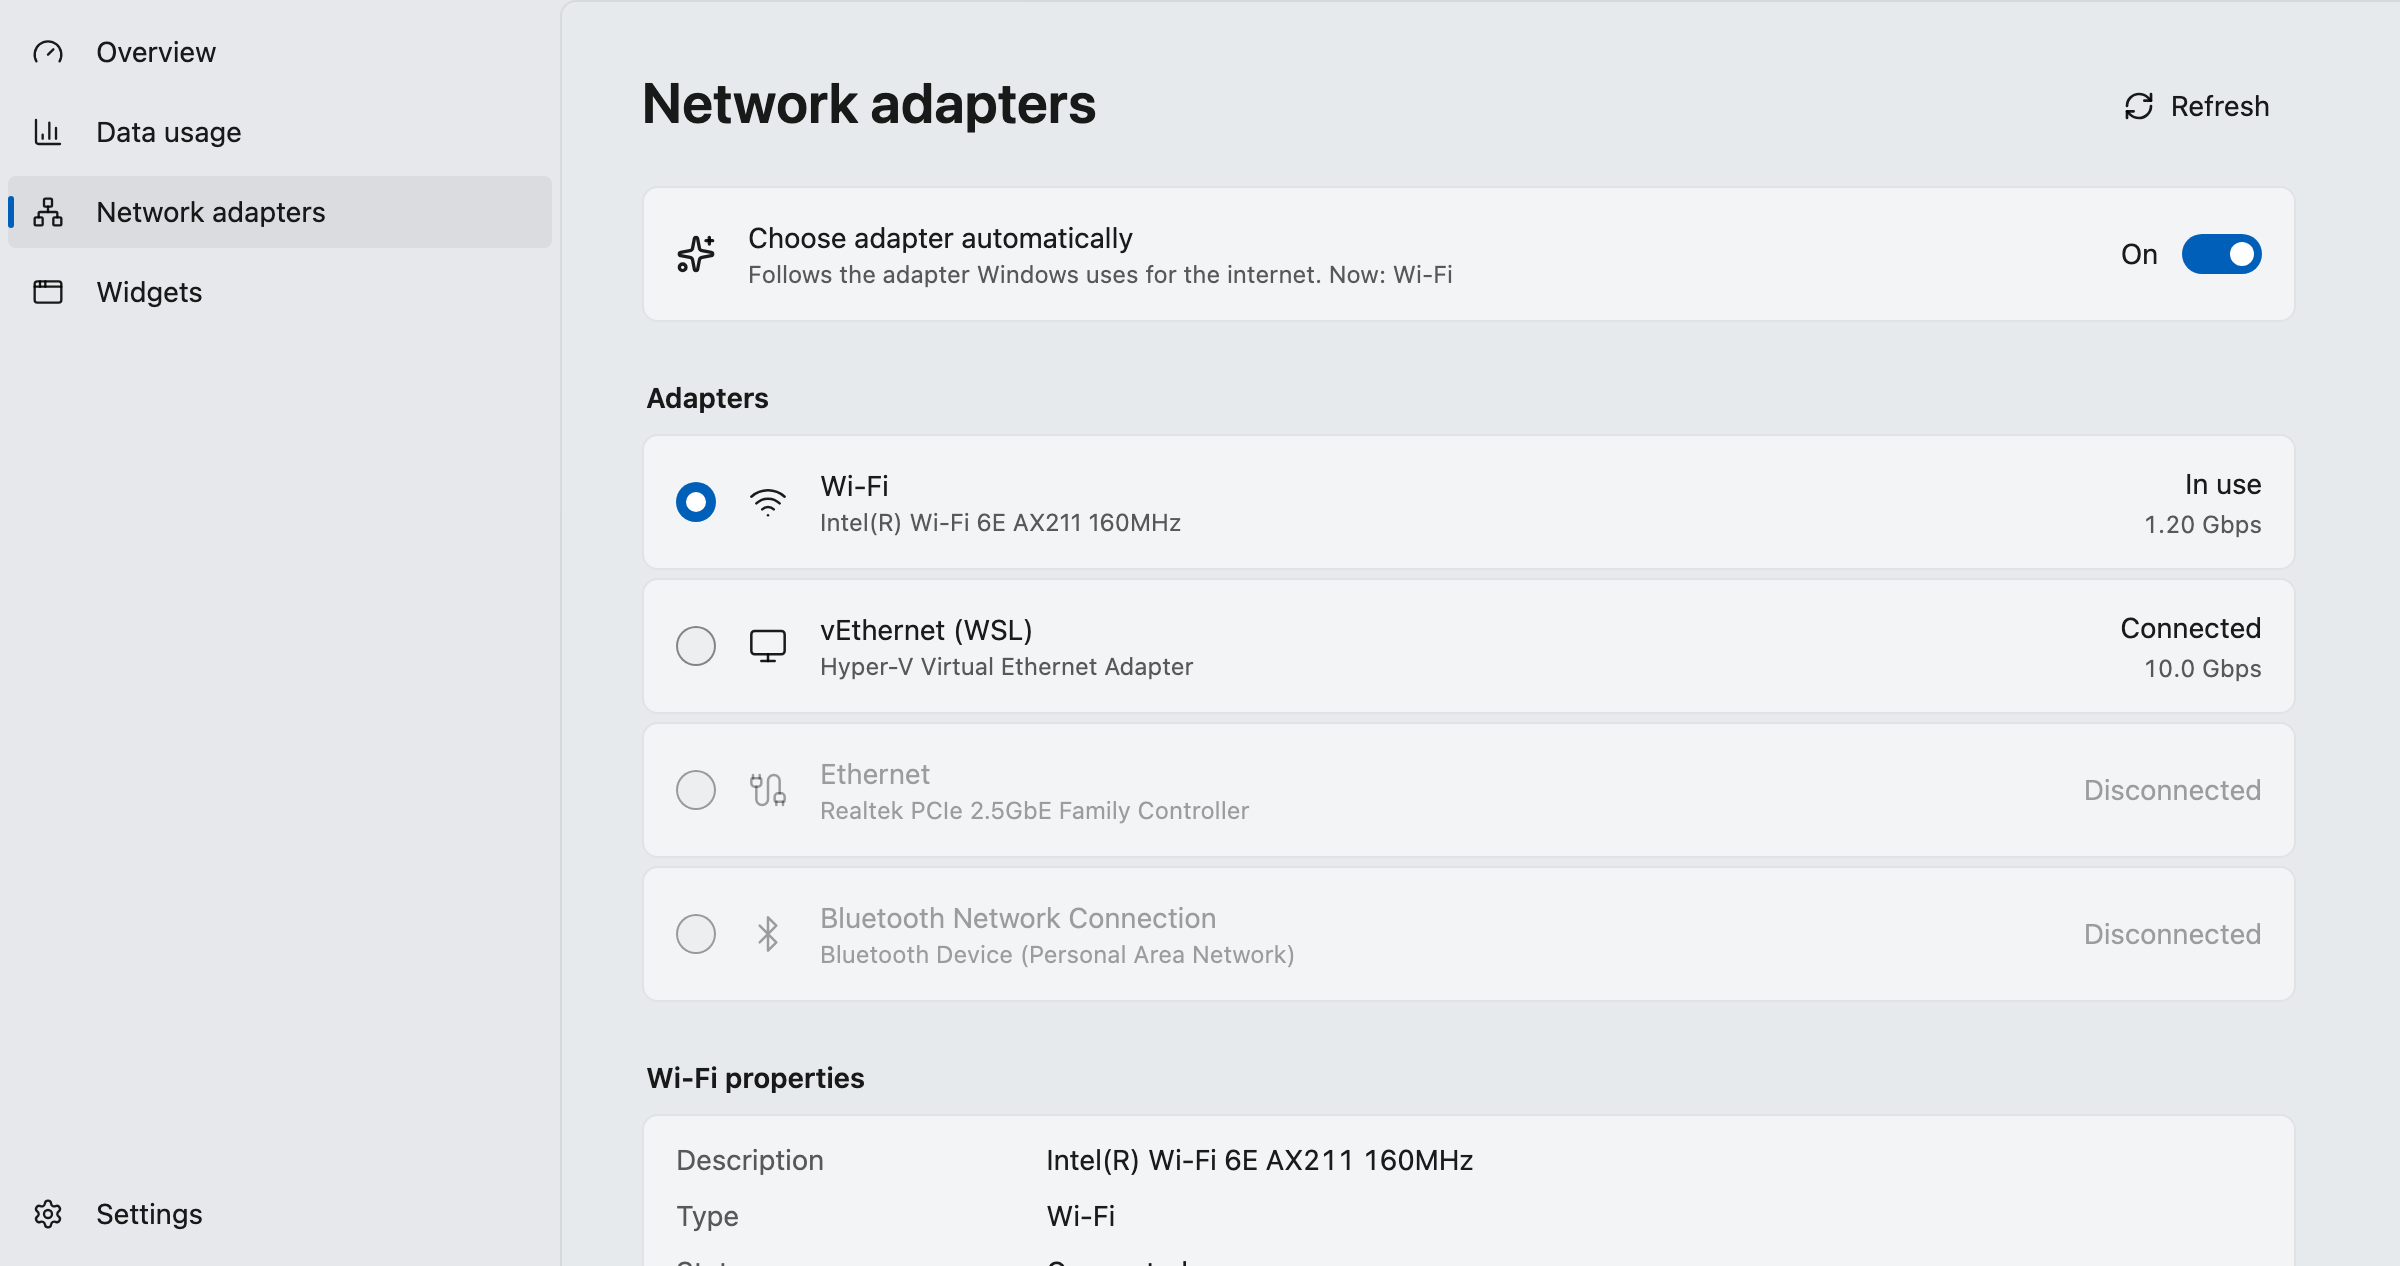 Overview
Data usage
Network adapters
Widgets
Settings
Network adapters
Refresh
Choose adapter automatically
Follows the adapter Windows uses for the internet. Now: Wi-Fi
On
Adapters
Wi-Fi
Intel(R) Wi-Fi 6E AX211 160MHz
In use
1.20 Gbps
vEthernet (WSL)
Hyper-V Virtual Ethernet Adapter
Connected
10.0 Gbps
Ethernet
Realtek PCIe 2.5GbE Family Controller
Disconnected
Bluetooth Network Connection
Bluetooth Device (Personal Area Network)
Disconnected
Wi-Fi properties
Description
Intel(R) Wi-Fi 6E AX211 160MHz
Type
Wi-Fi